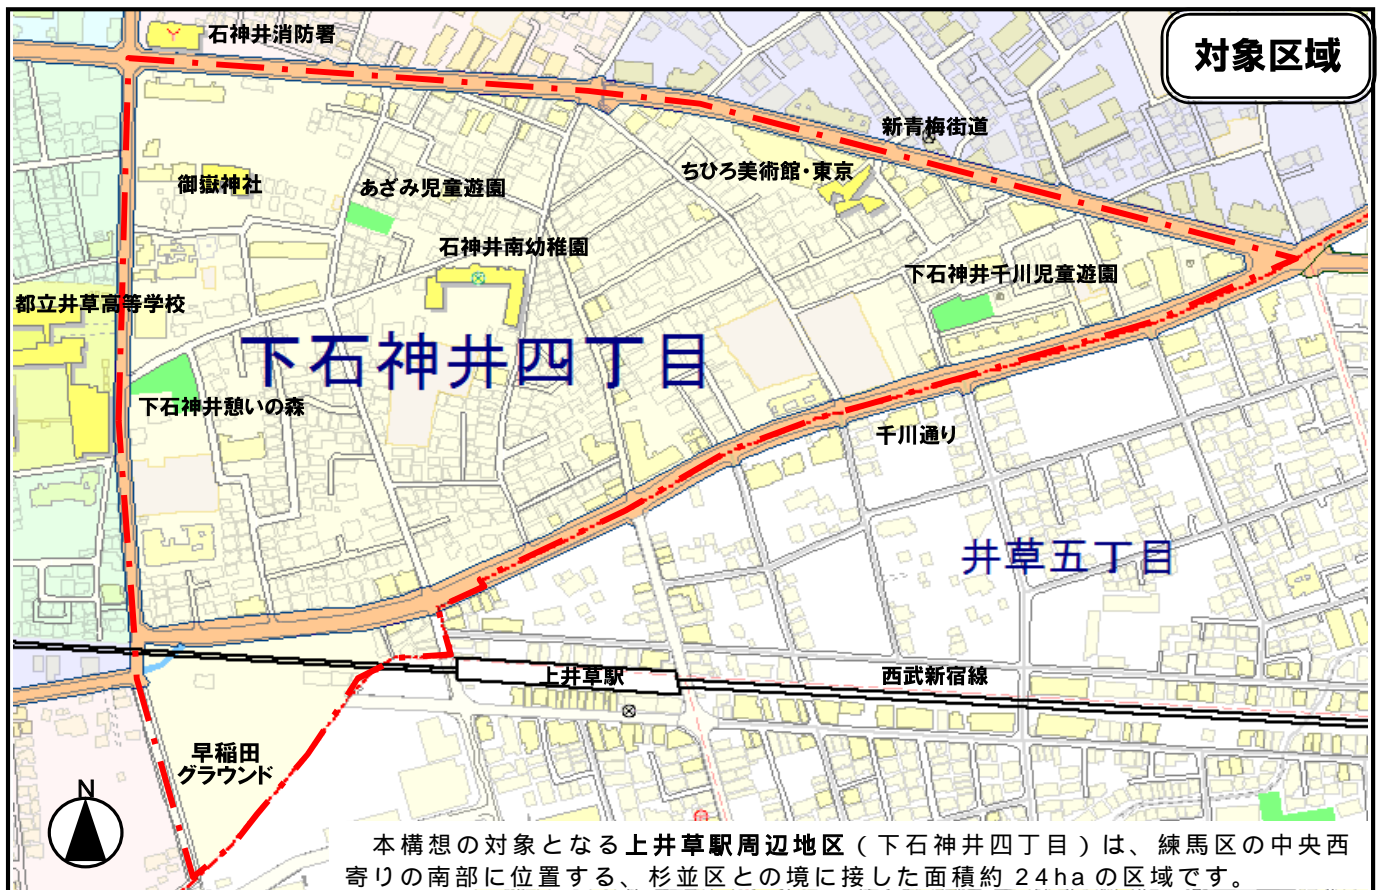 対象区域
石神井消防署
新青梅街道
ちひろ美術館・東京
御嶽神社
あざみ児童遊園
石神井南幼稚園
下石神井千川児童遊園
都立井草高等学校
下石神井四丁目
下石神井憩いの森
千川通り
井草五丁目
上井草駅
西武新宿線
早稲田
グラウンド
N
本構想の対象となる上井草駅周辺地区(下石神井四丁目)は、練馬区の中央西
寄りの南部に位置する、杉並区との境に接した面積約 24ha の区域です。